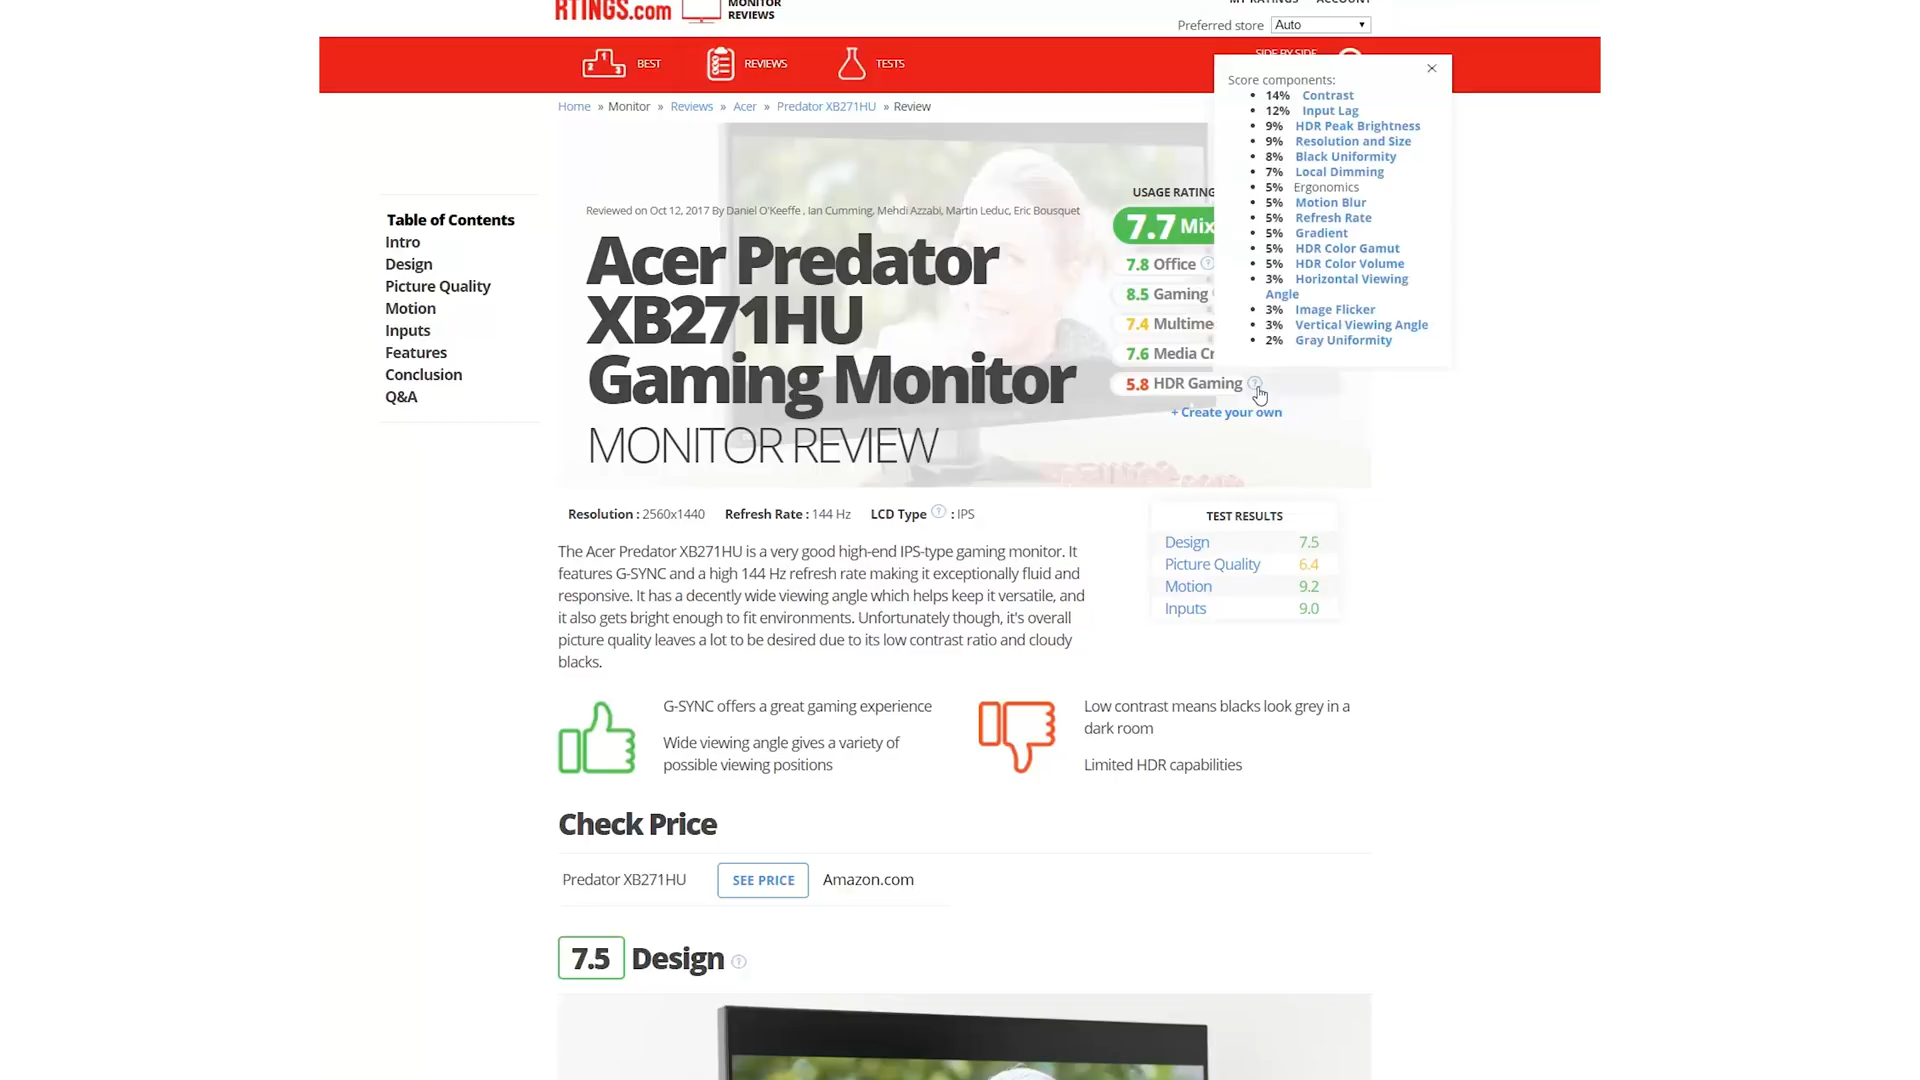 RTINGS.com
MONITOR
REVIEWS
MY RATINGS ACCOUNT
Preferred store Auto
BEST
REVIEWS
TESTS
SIDE BY SIDE
Home » Monitor » Reviews » Acer » Predator XB271HU » Review
Score components:
14% Contrast
12% Input Lag
9% HDR Peak Brightness
9% Resolution and Size
8% Black Uniformity
7% Local Dimming
5% Ergonomics
5% Motion Blur
5% Refresh Rate
5% Gradient
5% HDR Color Gamut
5% HDR Color Volume
3% Horizontal Viewing
Angle
3% Image Flicker
3% Vertical Viewing Angle
2% Gray Uniformity
Table of Contents
Intro
Design
Picture Quality
Motion
Inputs
Features
Conclusion
Q&A
Reviewed on Oct 12, 2017 By Daniel O'Keeffe , Ian Cumming, Mehdi Azzabi, Martin Leduc, Eric Bousquet
Acer Predator
XB271HU
Gaming Monitor
MONITOR REVIEW
USAGE RATING
7.7 Mix
7.8 Office ?
8.5 Gaming
7.4 Multime
7.6 Media Cr
5.8 HDR Gaming ?
+ Create your own
Resolution : 2560x1440 Refresh Rate : 144 Hz LCD Type ? : IPS
The Acer Predator XB271HU is a very good high-end IPS-type gaming monitor. It
features G-SYNC and a high 144 Hz refresh rate making it exceptionally fluid and
responsive. It has a decently wide viewing angle which helps keep it versatile, and
it also gets bright enough to fit environments. Unfortunately though, it's overall
picture quality leaves a lot to be desired due to its low contrast ratio and cloudy
blacks.
TEST RESULTS
Design 7.5
Picture Quality 6.4
Motion 9.2
Inputs 9.0
G-SYNC offers a great gaming experience
Wide viewing angle gives a variety of
possible viewing positions
Low contrast means blacks look grey in a
dark room
Limited HDR capabilities
Check Price
Predator XB271HU SEE PRICE Amazon.com
7.5 Design ?